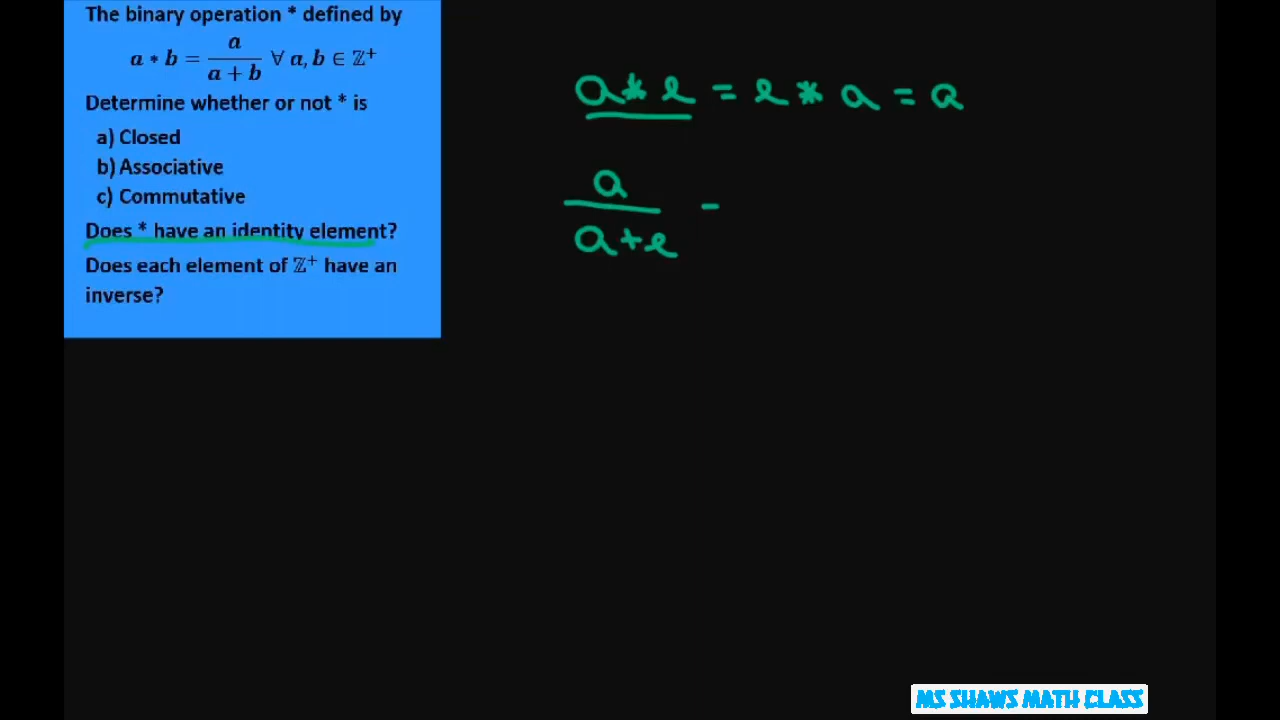 The binary operation * defined by
a * b = a/(a + b) ∀ a, b ∈ ℤ⁺
Determine whether or not * is
a) Closed
b) Associative
c) Commutative
Does * have an identity element?
Does each element of ℤ⁺ have an
inverse?
a * e = e * a = a
a/(a+e) -
MS SHAWS MATH CLASS